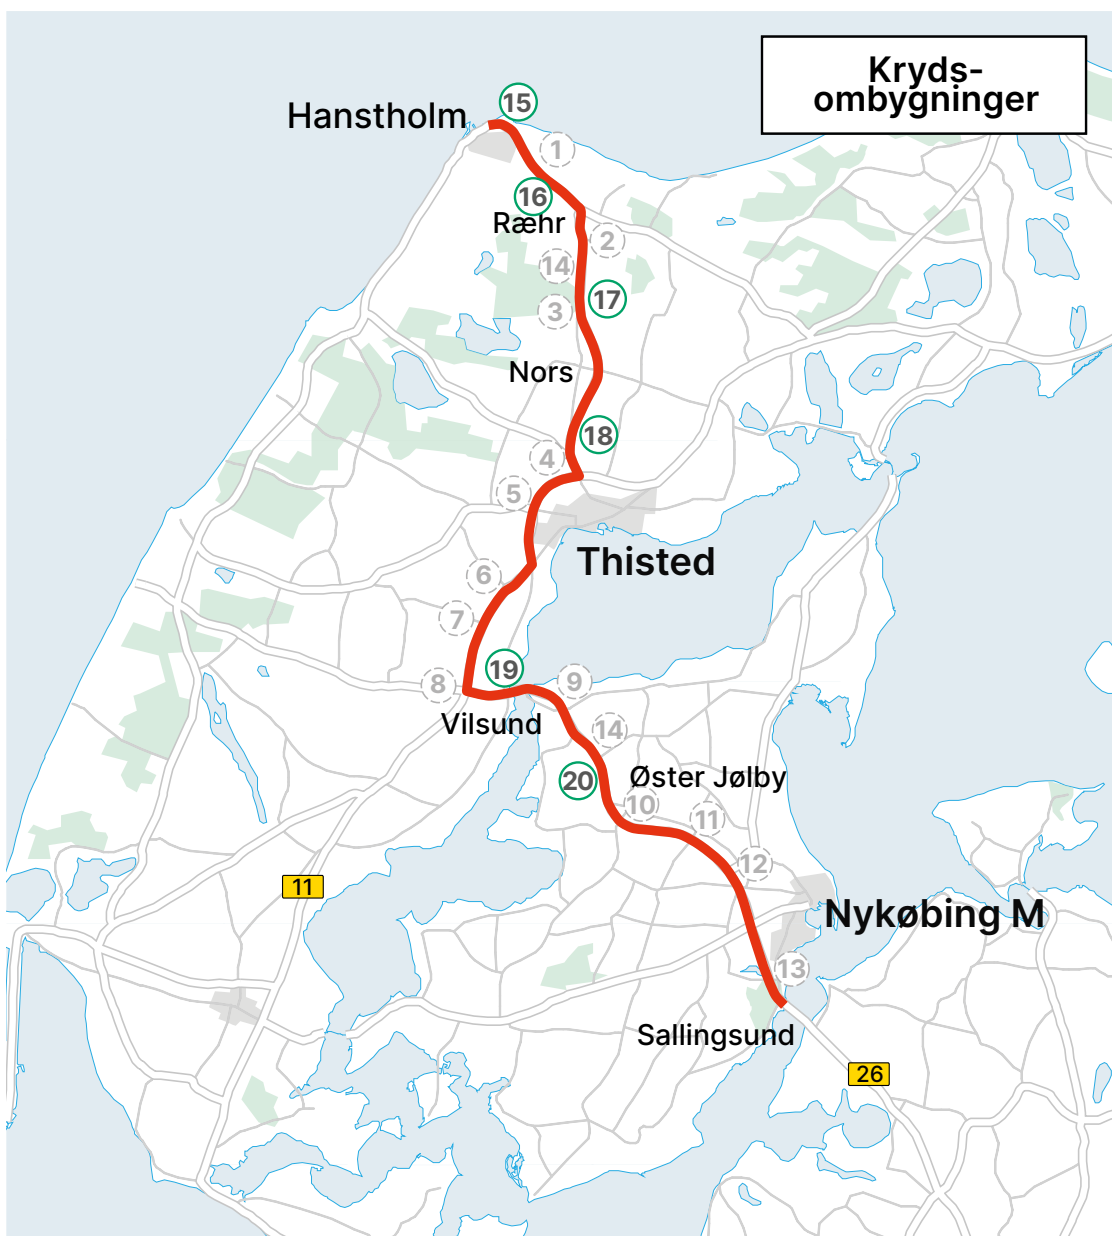 Kryds-
ombygninger
15
Hanstholm
1
16
Ræhr
2
14
17
3
Nors
18
4
5
Thisted
6
7
19
8
9
Vilsund
14
20
Øster Jølby
10
11
12
11
Nykøbing M
13
Sallingsund
26